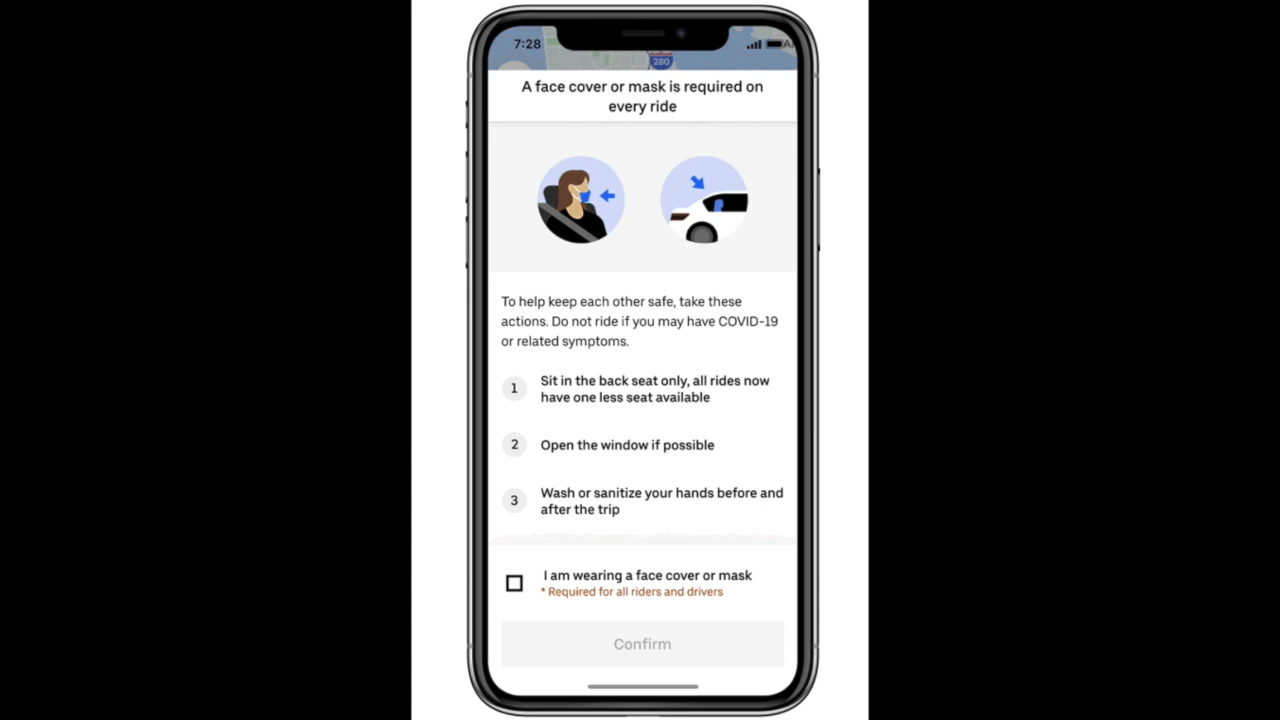 7:28
280
A face cover or mask is required on
every ride
To help keep each other safe, take these
actions. Do not ride if you may have COVID-19
or related symptoms.
1
Sit in the back seat only, all rides now
have one less seat available
2
Open the window if possible
3
Wash or sanitize your hands before and
after the trip
I am wearing a face cover or mask
* Required for all riders and drivers
Confirm